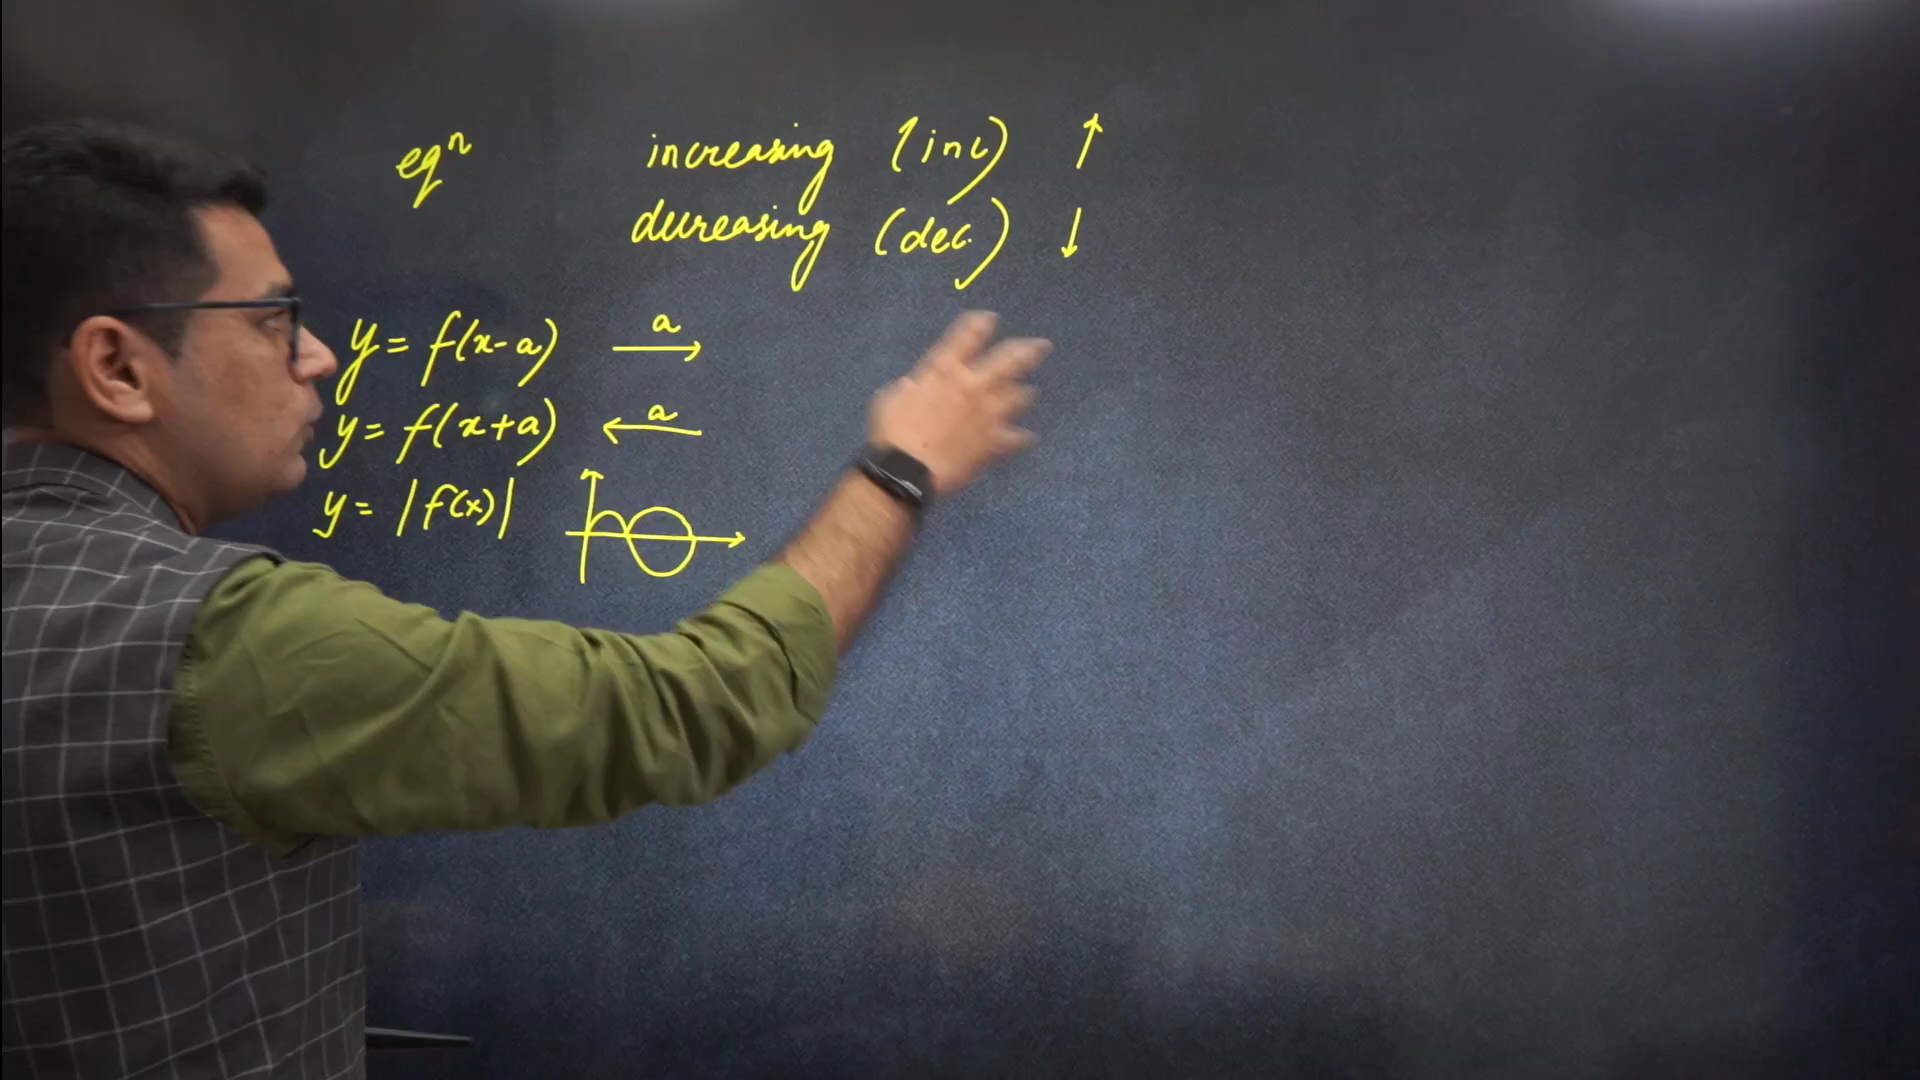 eqⁿ increasing (inc) ↑
decreasing (dec.) ↓
y = f(x-a) a →
y = f(x+a) a ←
y = |f(x)|